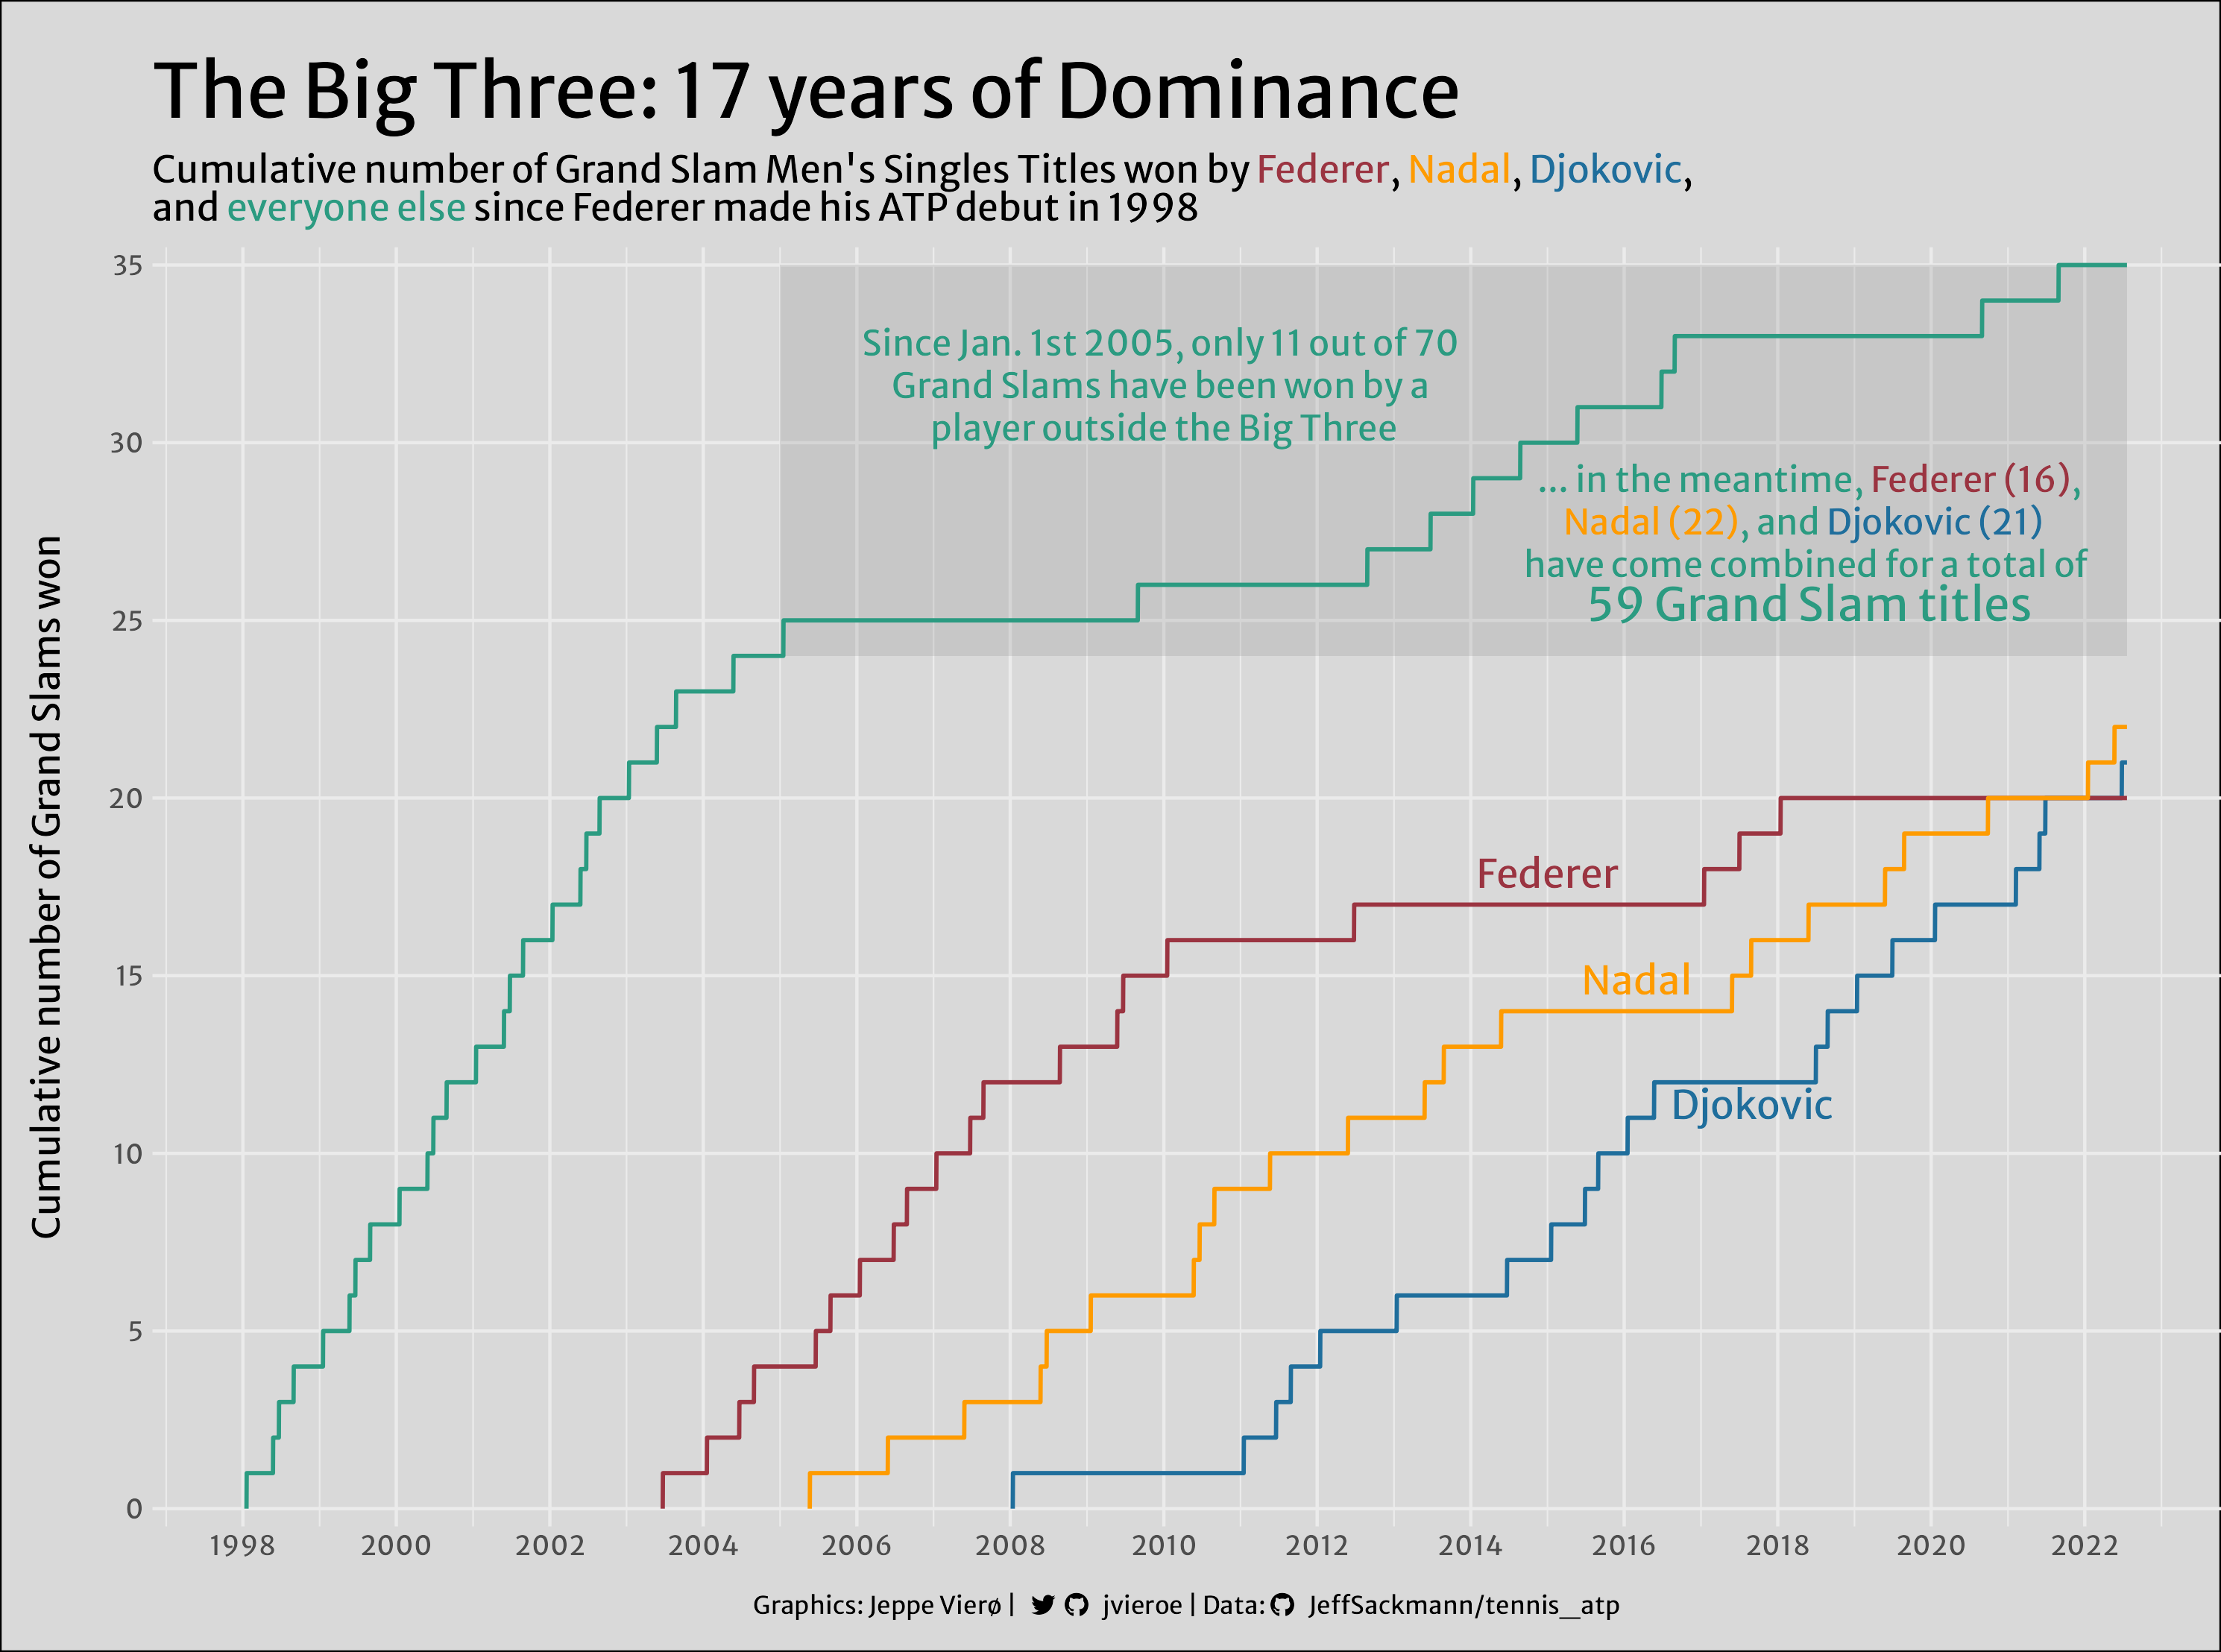 The Big Three: 17 years of Dominance
Cumulative number of Grand Slam Men's Singles Titles won by Federer, Nadal, Djokovic,
and everyone else since Federer made his ATP debut in 1998
Cumulative number of Grand Slams won
35
30
25
20
15
10
5
0
Since Jan. 1st 2005, only 11 out of 70
Grand Slams have been won by a
player outside the Big Three
... in the meantime, Federer (16),
Nadal (22), and Djokovic (21)
have come combined for a total of
59 Grand Slam titles
Federer
Nadal
Djokovic
1998 2000 2002 2004 2006 2008 2010 2012 2014 2016 2018 2020 2022
Graphics: Jeppe Vierø | jvieroe | Data: JeffSackmann/tennis_atp